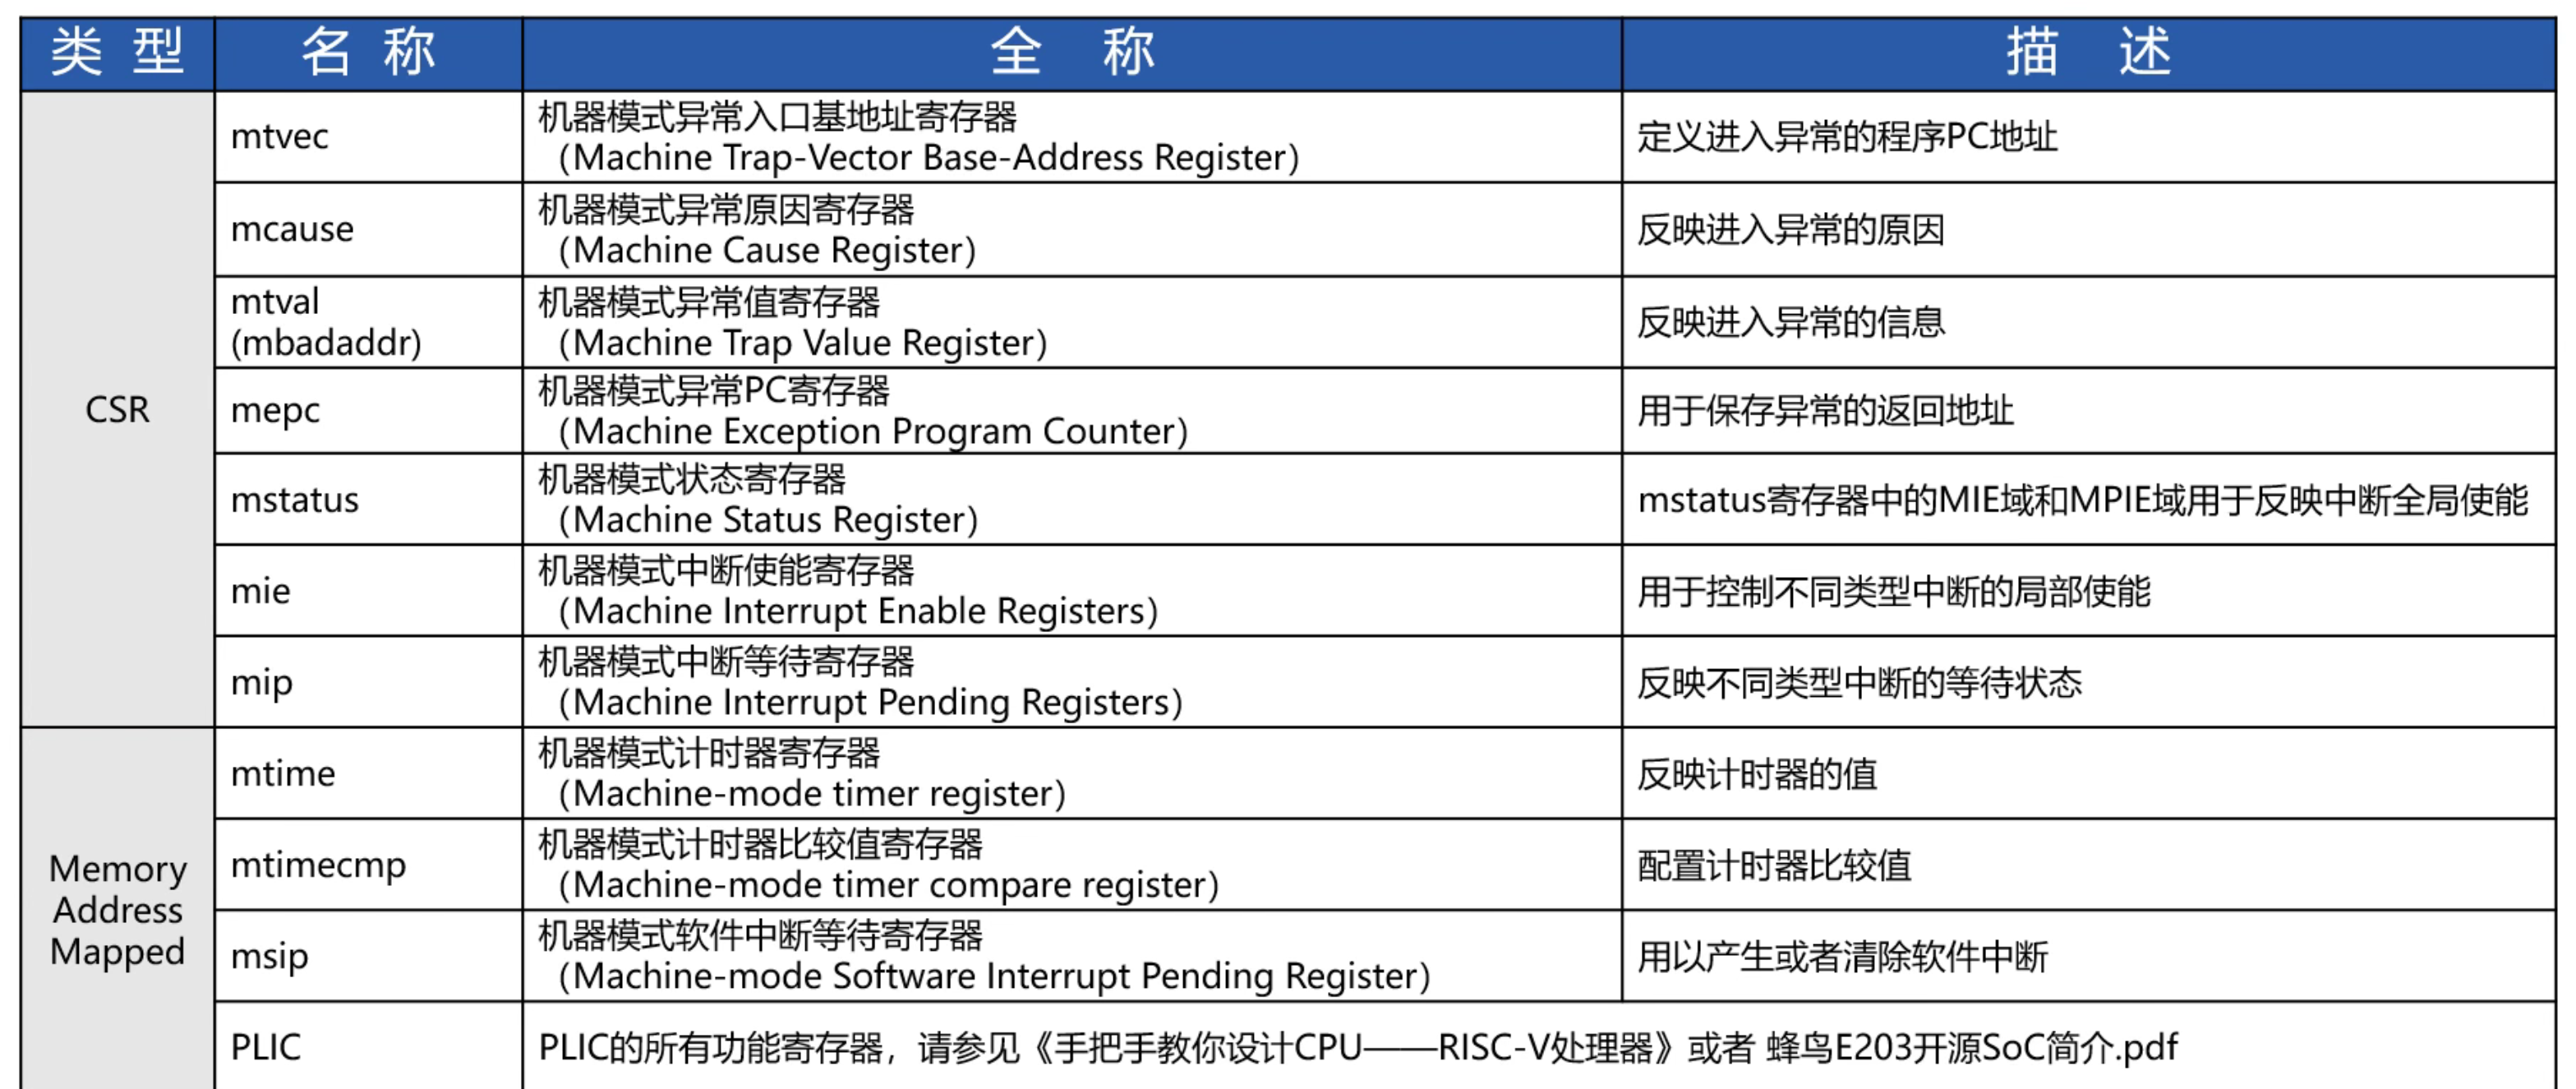 类 型 名 称 全 称 描 述
mtvec
机器模式异常入口基地址寄存器
（Machine Trap-Vector Base-Address Register）
定义进入异常的程序PC地址
mcause
机器模式异常原因寄存器
（Machine Cause Register）
反映进入异常的原因
mtval
(mbadaddr)
机器模式异常值寄存器
（Machine Trap Value Register）
反映进入异常的信息
CSR
mepc
机器模式异常PC寄存器
（Machine Exception Program Counter）
用于保存异常的返回地址
mstatus
机器模式状态寄存器
（Machine Status Register）
mstatus寄存器中的MIE域和MPIE域用于反映中断全局使能
mie
机器模式中断使能寄存器
（Machine Interrupt Enable Registers）
用于控制不同类型中断的局部使能
mip
机器模式中断等待寄存器
（Machine Interrupt Pending Registers）
反映不同类型中断的等待状态
Memory
Address
Mapped
mtime
机器模式计时器寄存器
（Machine-mode timer register）
反映计时器的值
mtimecmp
机器模式计时器比较值寄存器
（Machine-mode timer compare register）
配置计时器比较值
msip
机器模式软件中断等待寄存器
（Machine-mode Software Interrupt Pending Register）
用以产生或者清除软件中断
PLIC
PLIC的所有功能寄存器，请参见《手把手教你设计CPU——RISC-V处理器》或者 蜂鸟E203开源SoC简介.pdf